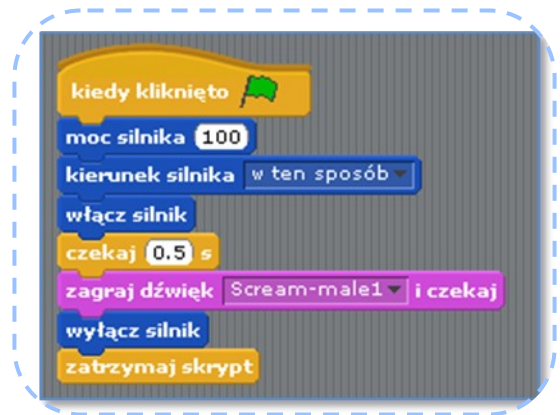 kiedy kliknięto
moc silnika 100
kierunek silnika w ten sposób
włącz silnik
czekaj 0.5 s
zagraj dźwięk Scream-male1 i czekaj
wyłącz silnik
zatrzymaj skrypt